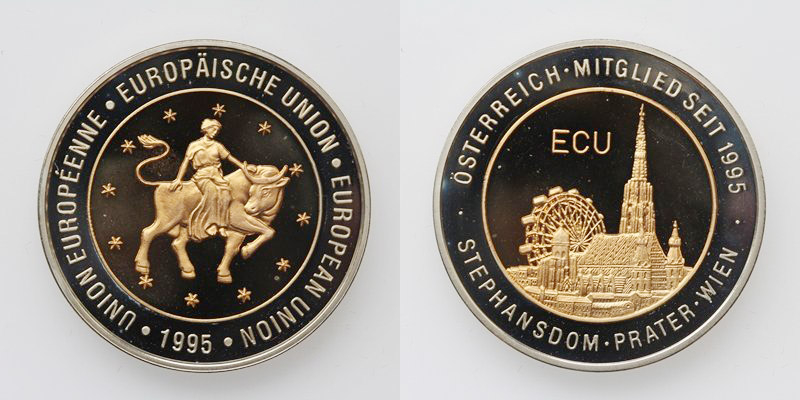 UNION EUROPÉENNE · EUROPÄISCHE UNION · EUROPEAN UNION · 1995 ·
ÖSTERREICH · MITGLIED SEIT 1995
ECU
· STEPHANSDOM · PRATER · WIEN ·